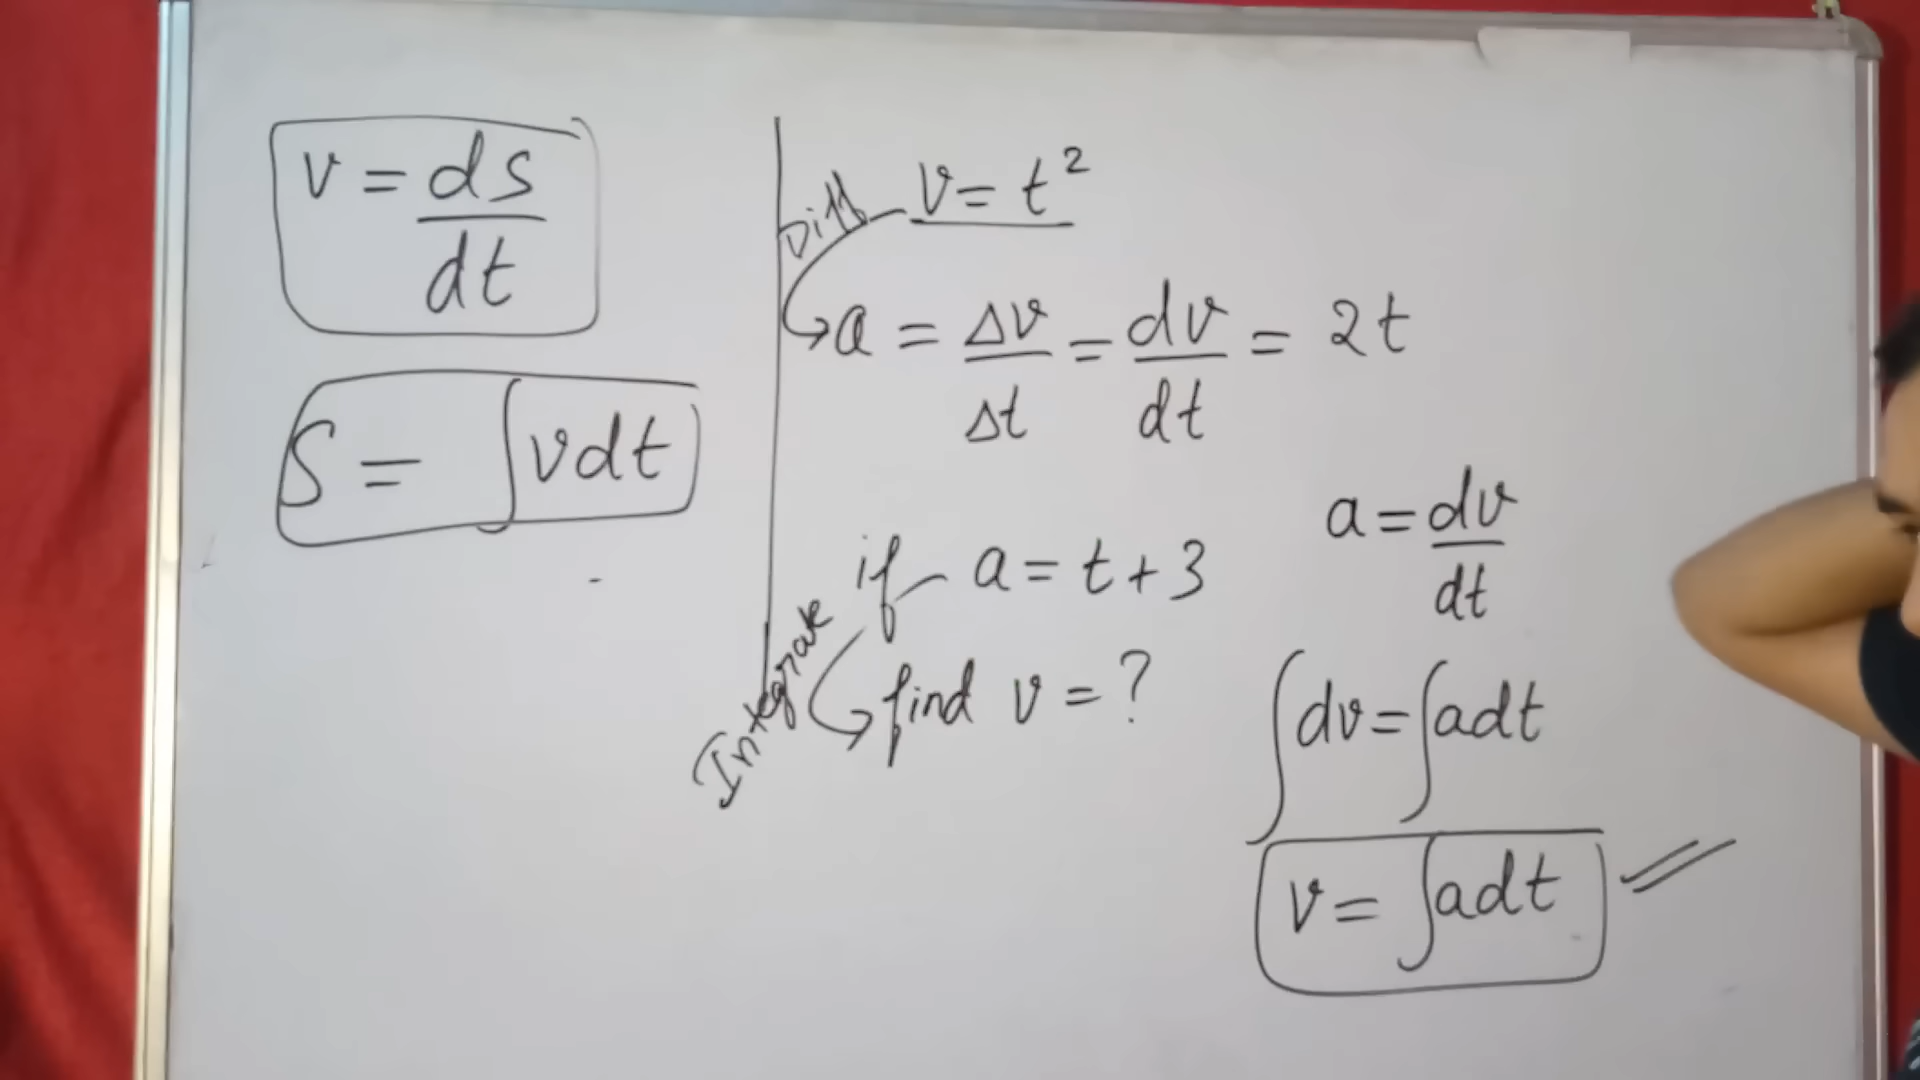 v = ds/dt
S = ∫vdt
Diff v = t²
a = Δv/Δt = dv/dt = 2t
if a = t + 3
Integrate find v = ?
a = dv/dt
∫dv = ∫adt
v = ∫adt